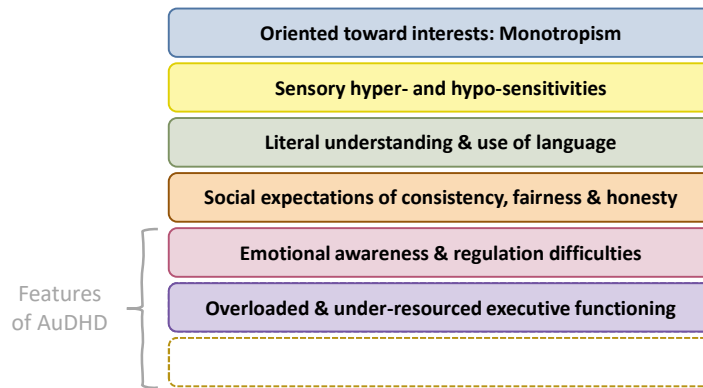 Oriented toward interests: Monotropism
Sensory hyper- and hypo-sensitivities
Literal understanding & use of language
Social expectations of consistency, fairness & honesty
Emotional awareness & regulation difficulties
Features
of AuDHD
Overloaded & under-resourced executive functioning